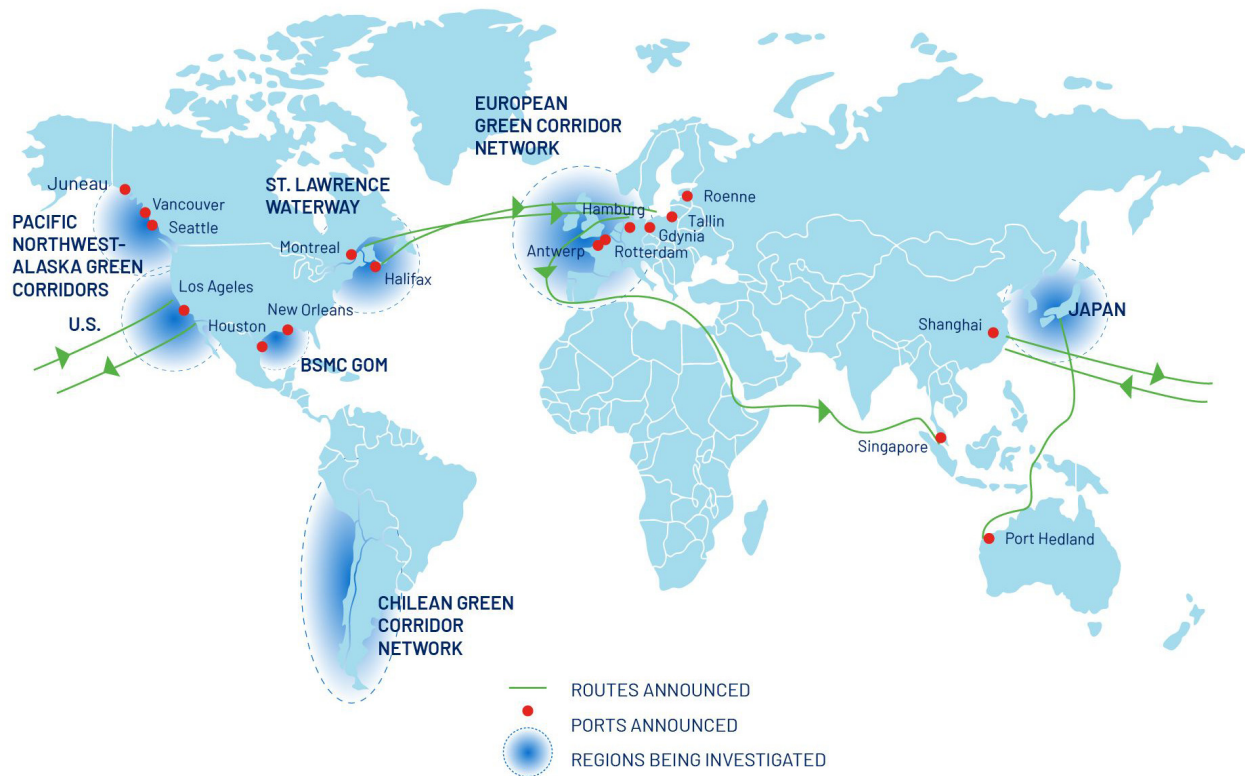 EUROPEAN
GREEN CORRIDOR
NETWORK
Juneau
ST. LAWRENCE
WATERWAY
Vancouver
Seattle
PACIFIC
NORTHWEST-
ALASKA GREEN
CORRIDORS
Montreal
Halifax
Hamburg
Roenne
Tallin
Gdynia
Antwerp
Rotterdam
Los Ageles
U.S.
New Orleans
Houston
BSMC GOM
Shanghai
JAPAN
Singapore
Port Hedland
CHILEAN GREEN
CORRIDOR
NETWORK
ROUTES ANNOUNCED
PORTS ANNOUNCED
REGIONS BEING INVESTIGATED